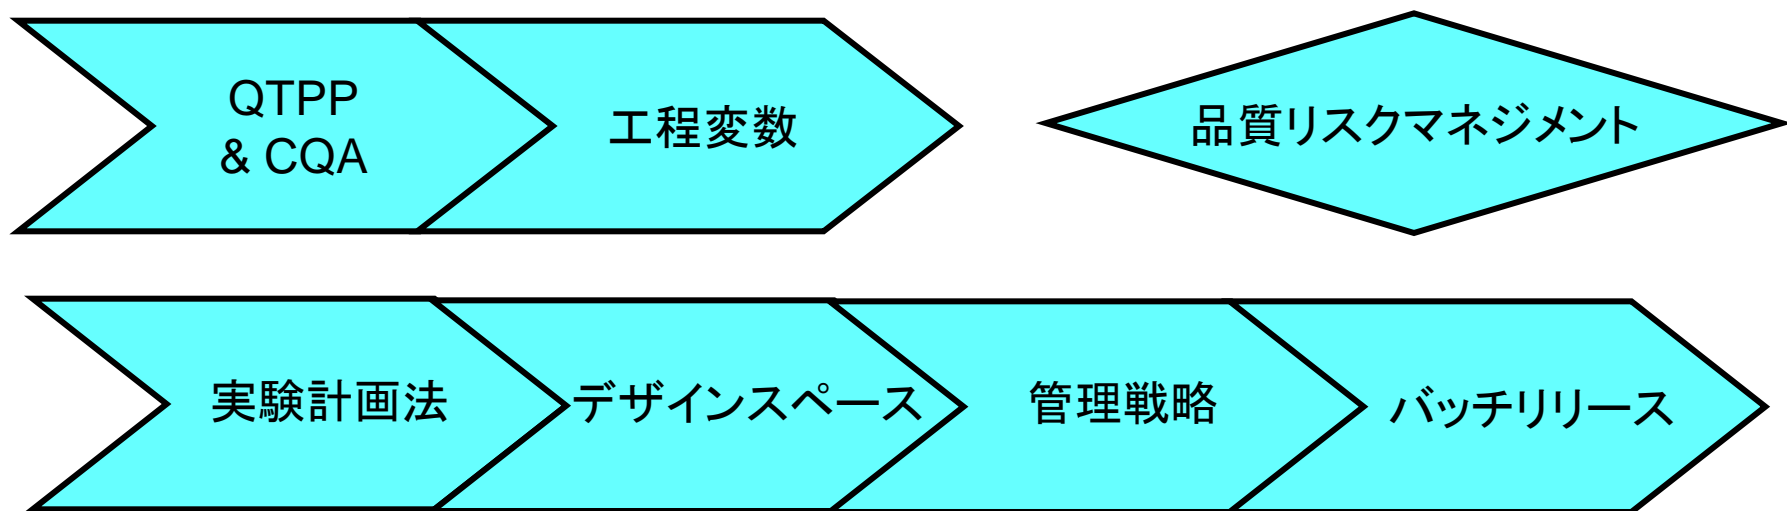 QTPP
& CQA
工程変数
品質リスクマネジメント
実験計画法
デザインスペース
管理戦略
バッチリリース